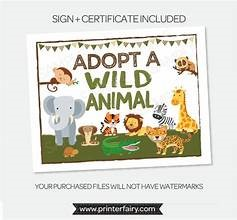 SIGN + CERTIFICATE INCLUDED
ADOPT A
WILD
ANIMAL
YOUR PURCHASED FILES WILL NOT HAVE WATERMARKS
www.printerfairy.com